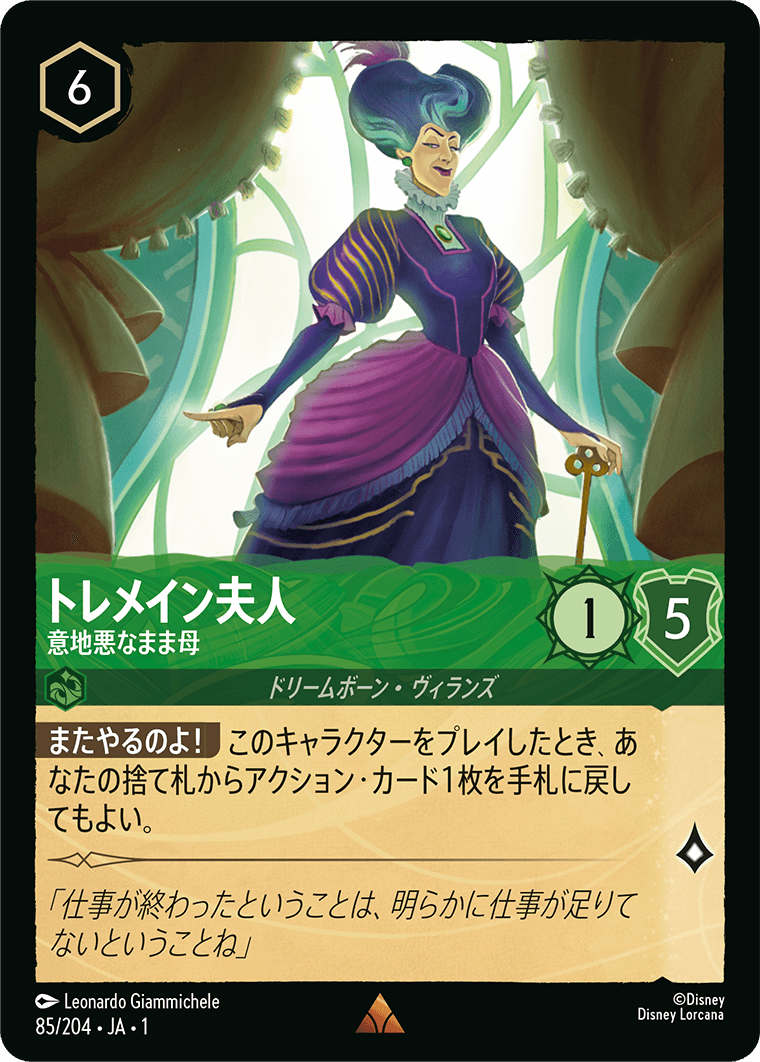 6
トレメイン夫人
意地悪なまま母
1
5
ドリームボーン・ヴィランズ
またやるのよ! このキャラクターをプレイしたとき、あ
なたの捨て札からアクション・カード1枚を手札に戻し
てもよい。
「仕事が終わったということは、明らかに仕事が足りて
ないということね」
Leonardo Giammichele
©Disney
85/204・JA・1
Disney Lorcana